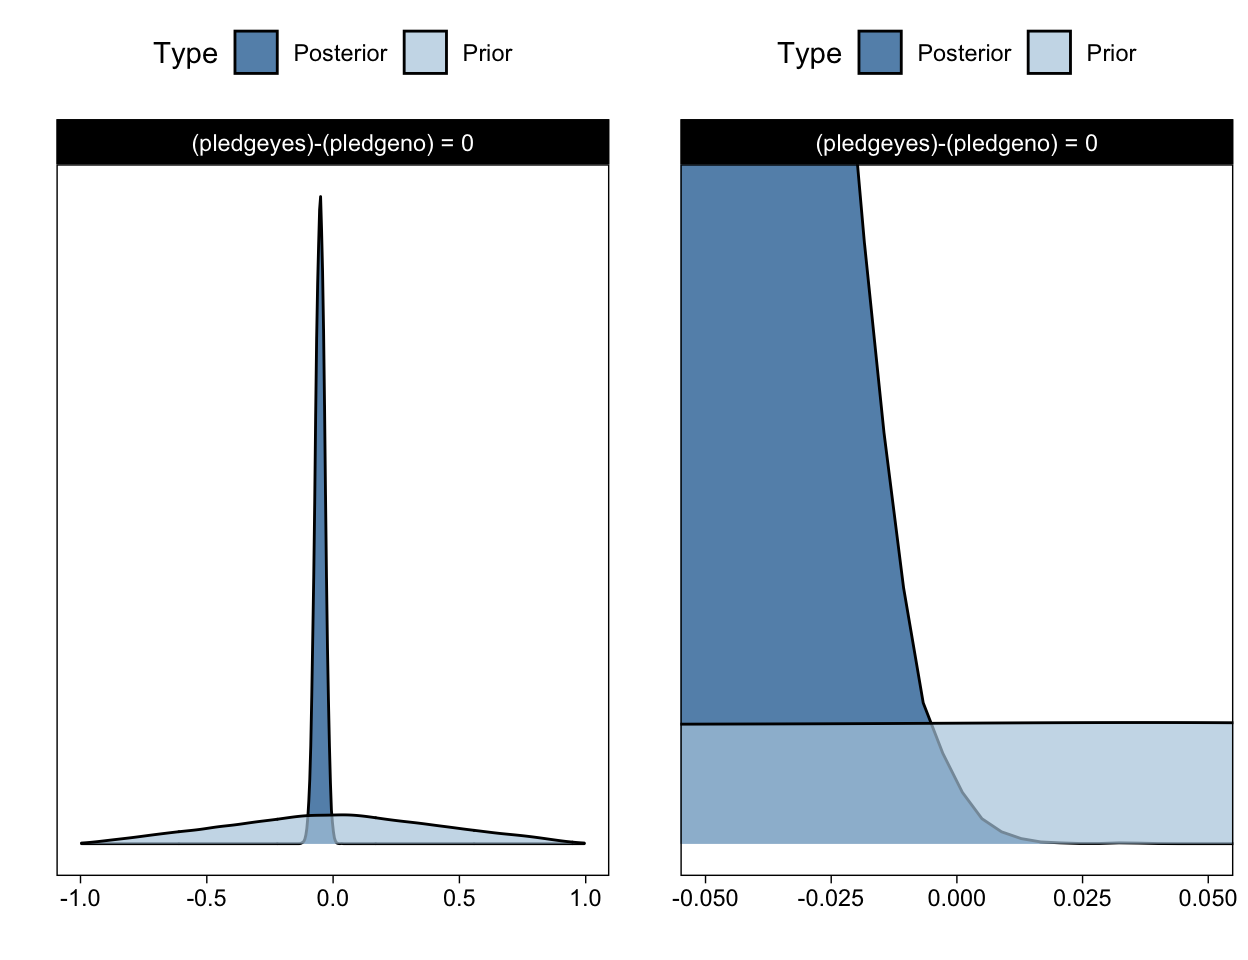 Type Posterior Prior
(pledgeyes)-(pledgeno) = 0
-1.0 -0.5 0.0 0.5 1.0
Type Posterior Prior
(pledgeyes)-(pledgeno) = 0
-0.050 -0.025 0.000 0.025 0.050